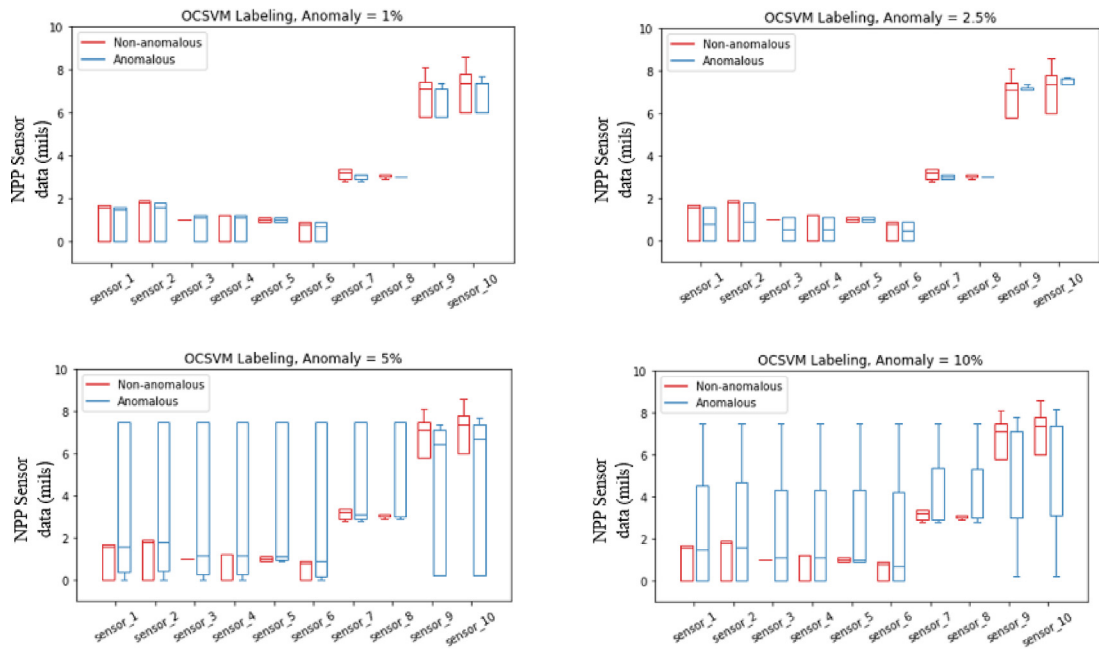 OCSVM Labeling, Anomaly = 1%
NPP Sensor
data (mils)
10
8
6
4
2
0
Non-anomalous
Anomalous
sensor_1
sensor_2
sensor_3
sensor_4
sensor_5
sensor_6
sensor_7
sensor_8
sensor_9
sensor_10
OCSVM Labeling, Anomaly = 2.5%
NPP Sensor
data (mils)
10
8
6
4
2
0
Non-anomalous
Anomalous
sensor_1
sensor_2
sensor_3
sensor_4
sensor_5
sensor_6
sensor_7
sensor_8
sensor_9
sensor_10
OCSVM Labeling, Anomaly = 5%
NPP Sensor
data (mils)
10
8
6
4
2
0
Non-anomalous
Anomalous
sensor_1
sensor_2
sensor_3
sensor_4
sensor_5
sensor_6
sensor_7
sensor_8
sensor_9
sensor_10
OCSVM Labeling, Anomaly = 10%
NPP Sensor
data (mils)
10
8
6
4
2
0
Non-anomalous
Anomalous
sensor_1
sensor_2
sensor_3
sensor_4
sensor_5
sensor_6
sensor_7
sensor_8
sensor_9
sensor_10